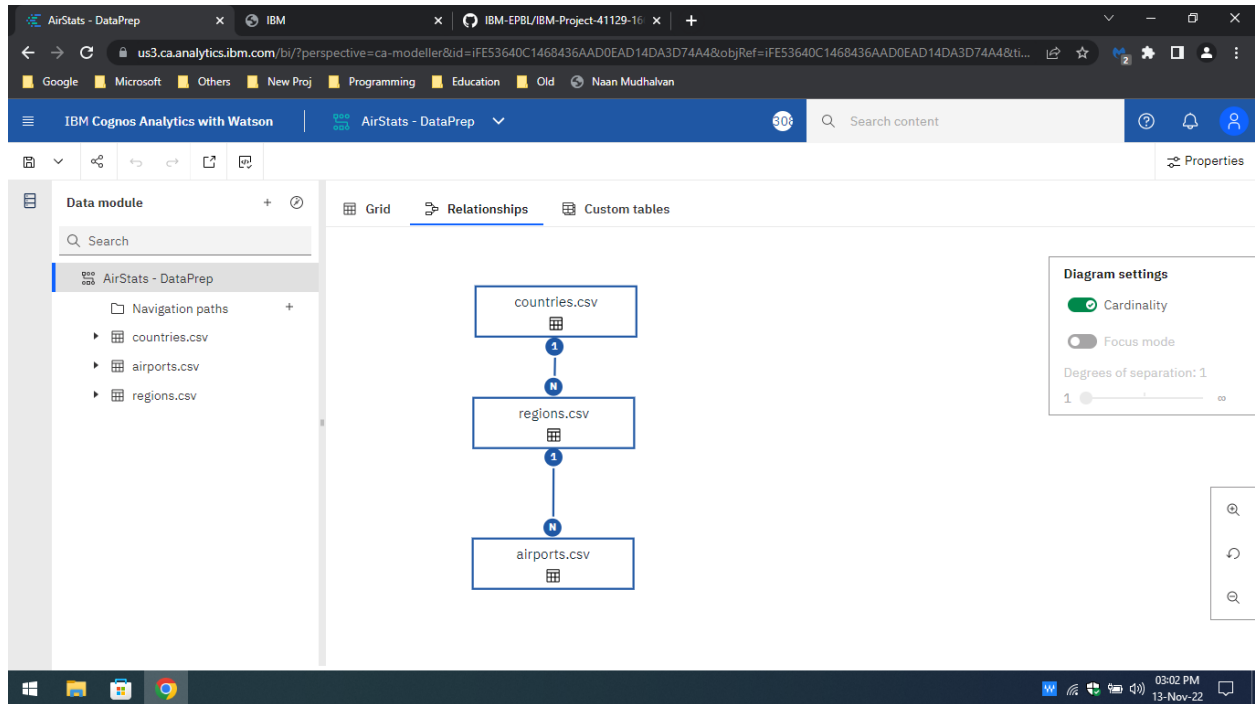 AirStats - DataPrep
IBM
IBM-EPBL/IBM-Project-41129-16
us3.ca.analytics.ibm.com/bi/?perspective=ca-modeller&id=iFE53640C1468436AAD0EAD14DA3D74A4&objRef=iFE53640C1468436AAD0EAD14DA3D74A4&ti...
2
Google Microsoft Others New Proj Programming Education Old Naan Mudhalvan
IBM Cognos Analytics with Watson
AirStats - DataPrep
308
Search content
Properties
Data module
Grid Relationships Custom tables
Search
AirStats - DataPrep
Navigation paths
countries.csv
airports.csv
regions.csv
countries.csv
1
N
regions.csv
1
N
airports.csv
Diagram settings
Cardinality
Focus mode
Degrees of separation: 1
1 ∞
W
03:02 PM
13-Nov-22